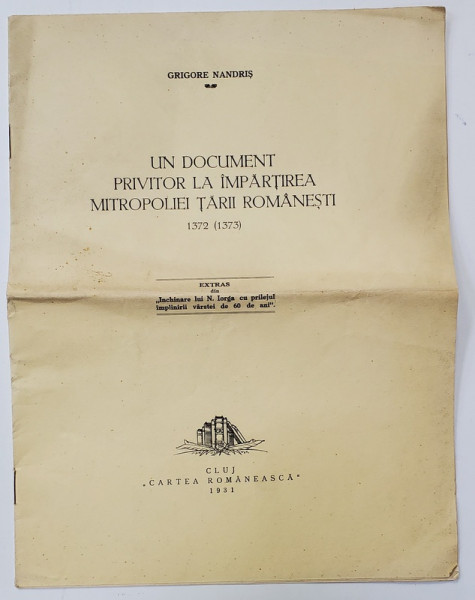 GRIGORE NANDRIȘ
UN DOCUMENT
PRIVITOR LA ÎMPĂRȚIREA
MITROPOLIEI ȚĂRII ROMÂNEȘTI
1372 (1373)
EXTRAS
din
„Închinare lui N. Iorga cu prilejul
împlinirii vârstei de 60 de ani".
CLUJ
„CARTEA ROMÂNEASCĂ"
1931